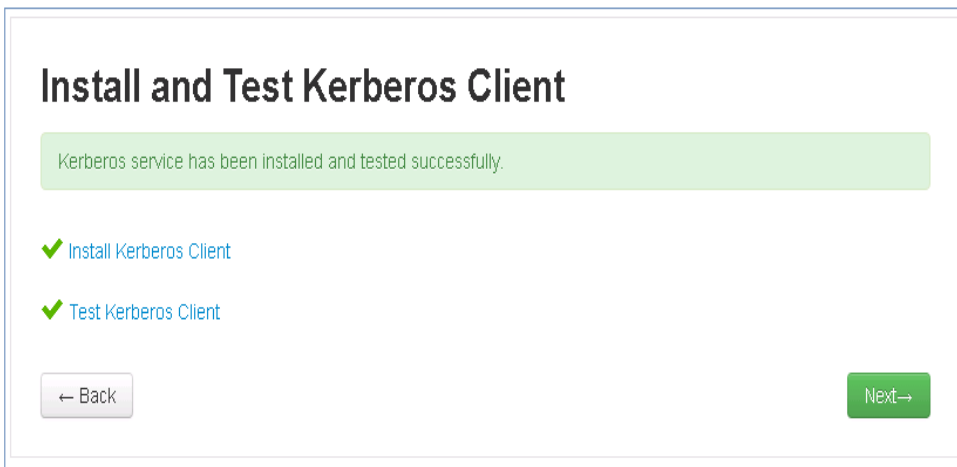 Install and Test Kerberos Client
Kerberos service has been installed and tested successfully.
Install Kerberos Client
Test Kerberos Client
← Back
Next→